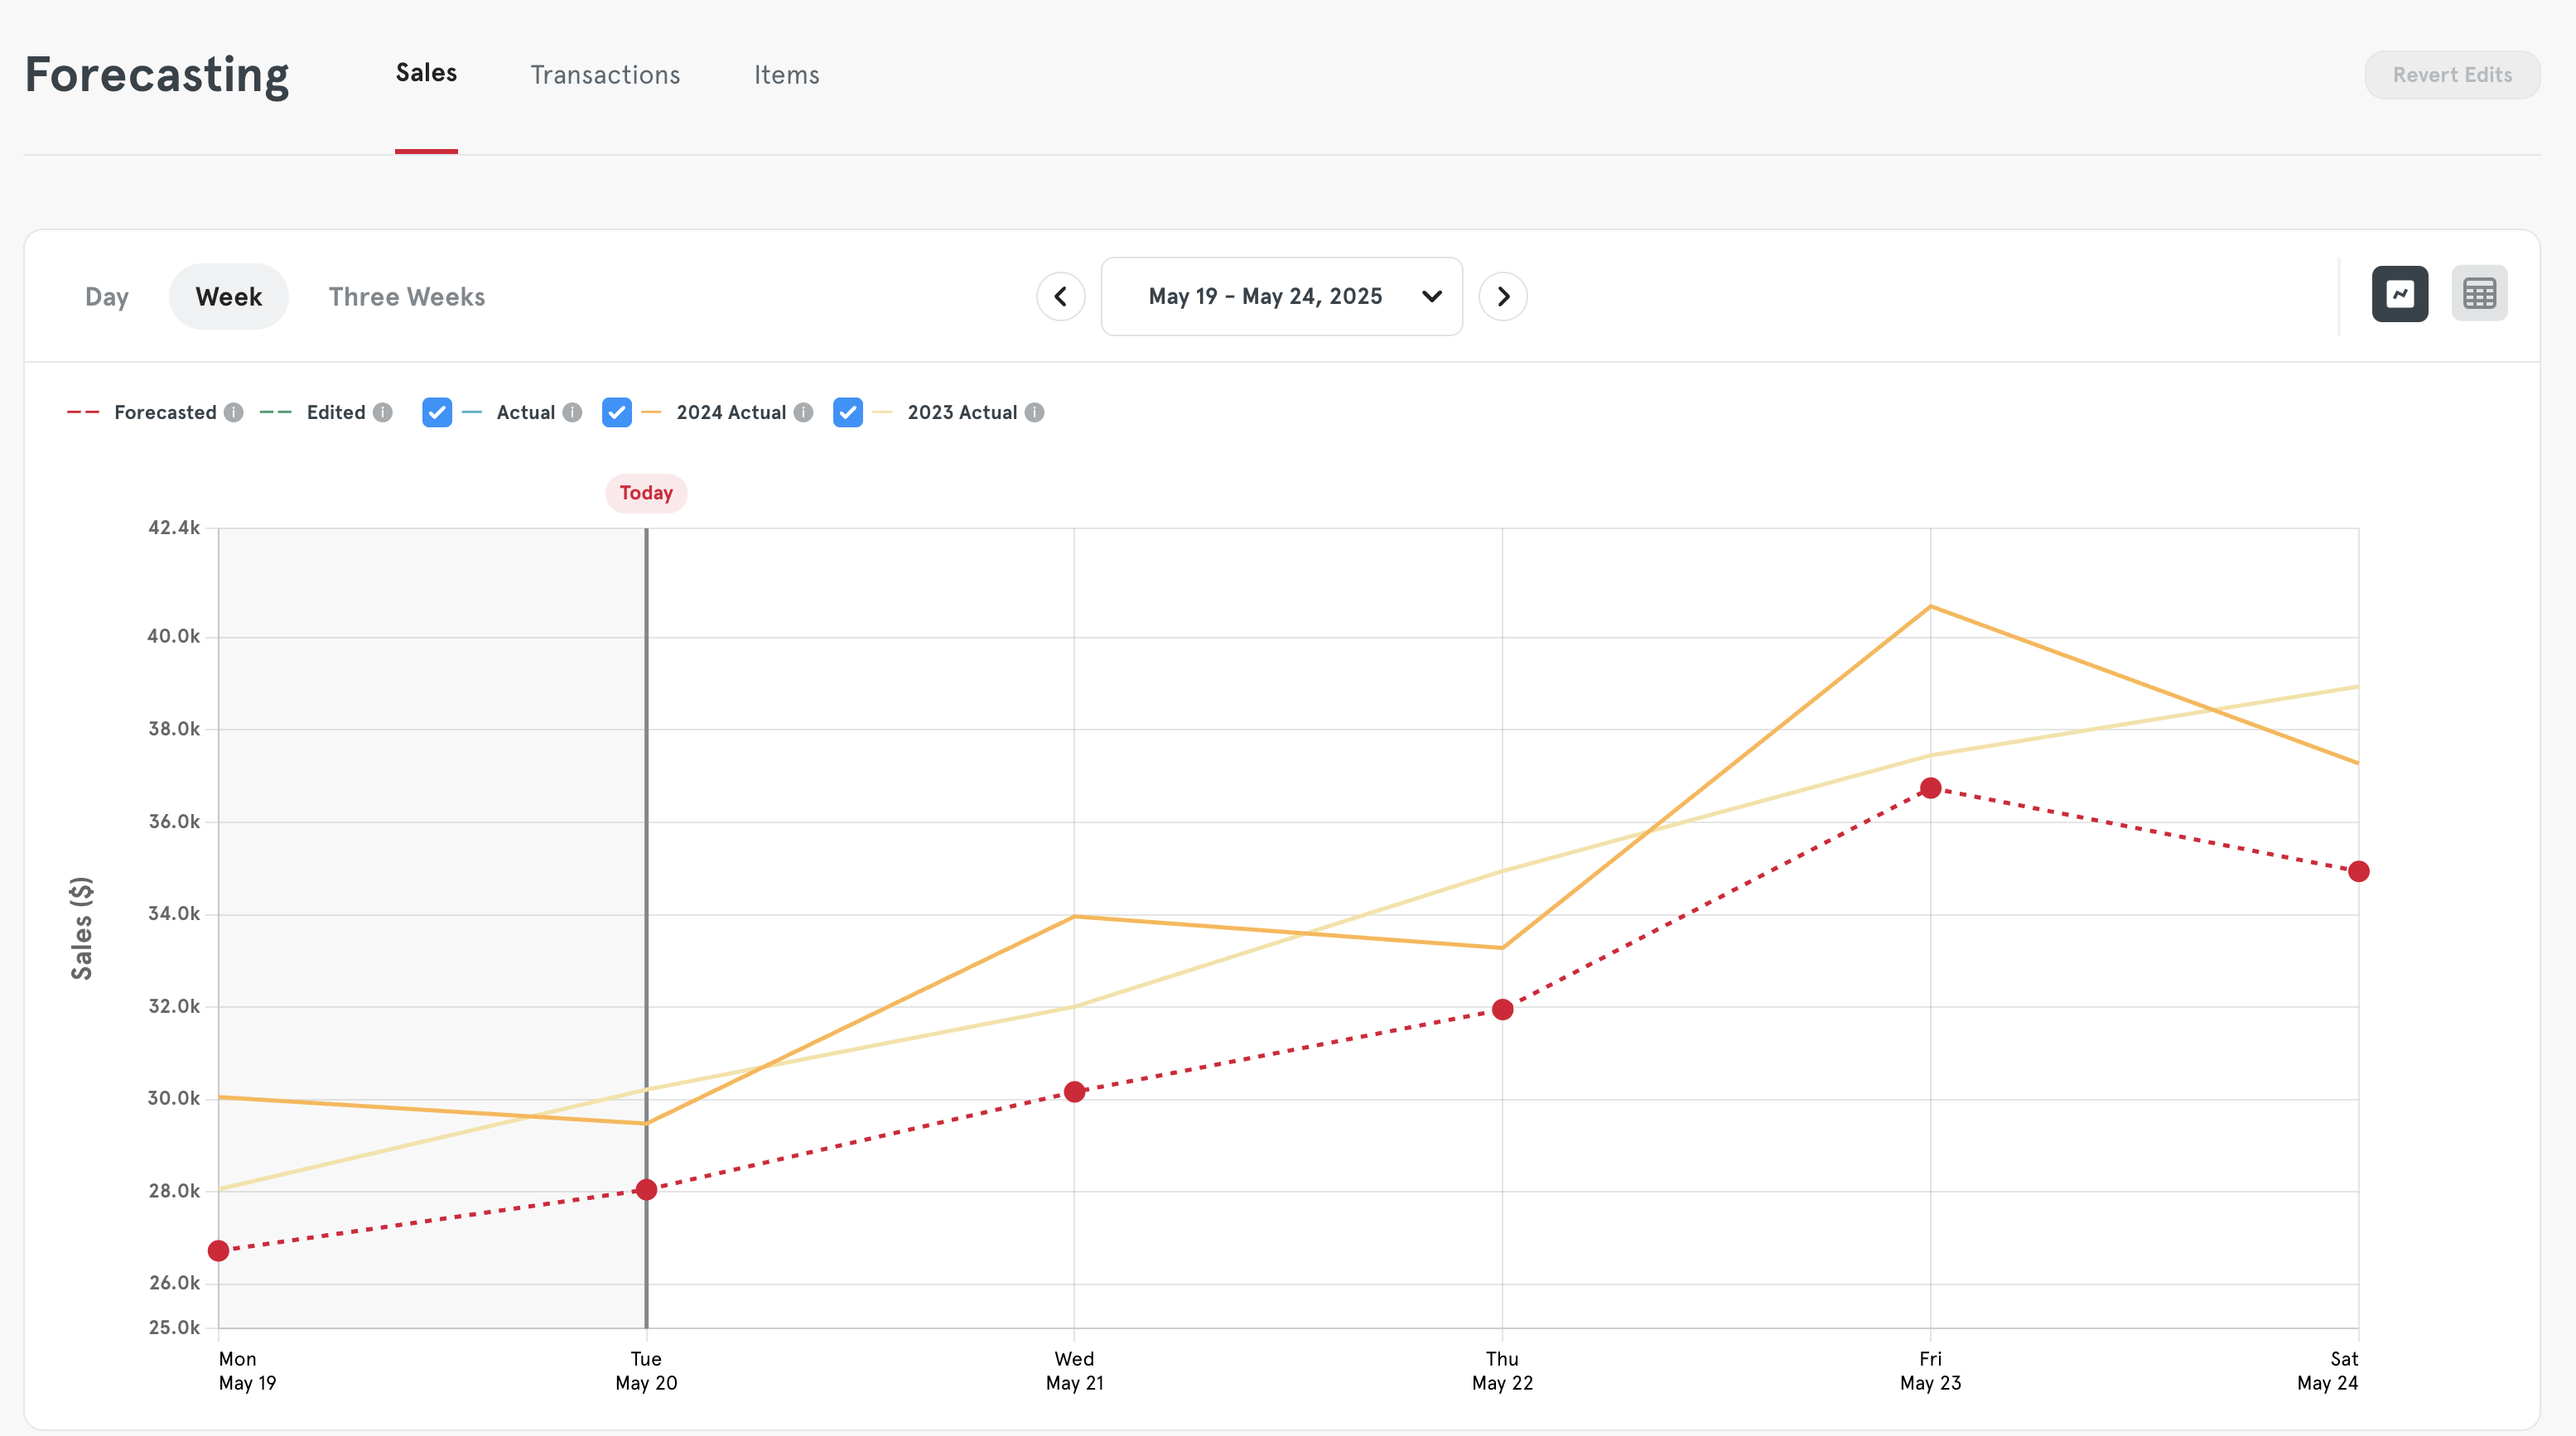 Forecasting
Sales
Transactions
Items
Revert Edits
Day
Week
Three Weeks
May 19 - May 24, 2025
Forecasted
Edited
Actual
2024 Actual
2023 Actual
Today
42.4k
40.0k
38.0k
36.0k
34.0k
32.0k
30.0k
28.0k
26.0k
25.0k
Sales ($)
Mon
May 19
Tue
May 20
Wed
May 21
Thu
May 22
Fri
May 23
Sat
May 24